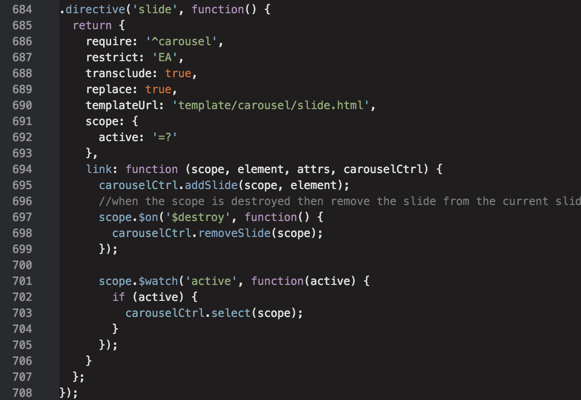 684 .directive('slide', function() {
685 return {
686 require: '^carousel',
687 restrict: 'EA',
688 transclude: true,
689 replace: true,
690 templateUrl: 'template/carousel/slide.html',
691 scope: {
692 active: '=?'
693 },
694 link: function (scope, element, attrs, carouselCtrl) {
695 carouselCtrl.addSlide(scope, element);
696 //when the scope is destroyed then remove the slide from the current slid
697 scope.$on('$destroy', function() {
698 carouselCtrl.removeSlide(scope);
699 });
700
701 scope.$watch('active', function(active) {
702 if (active) {
703 carouselCtrl.select(scope);
704 }
705 });
706 }
707 };
708 });